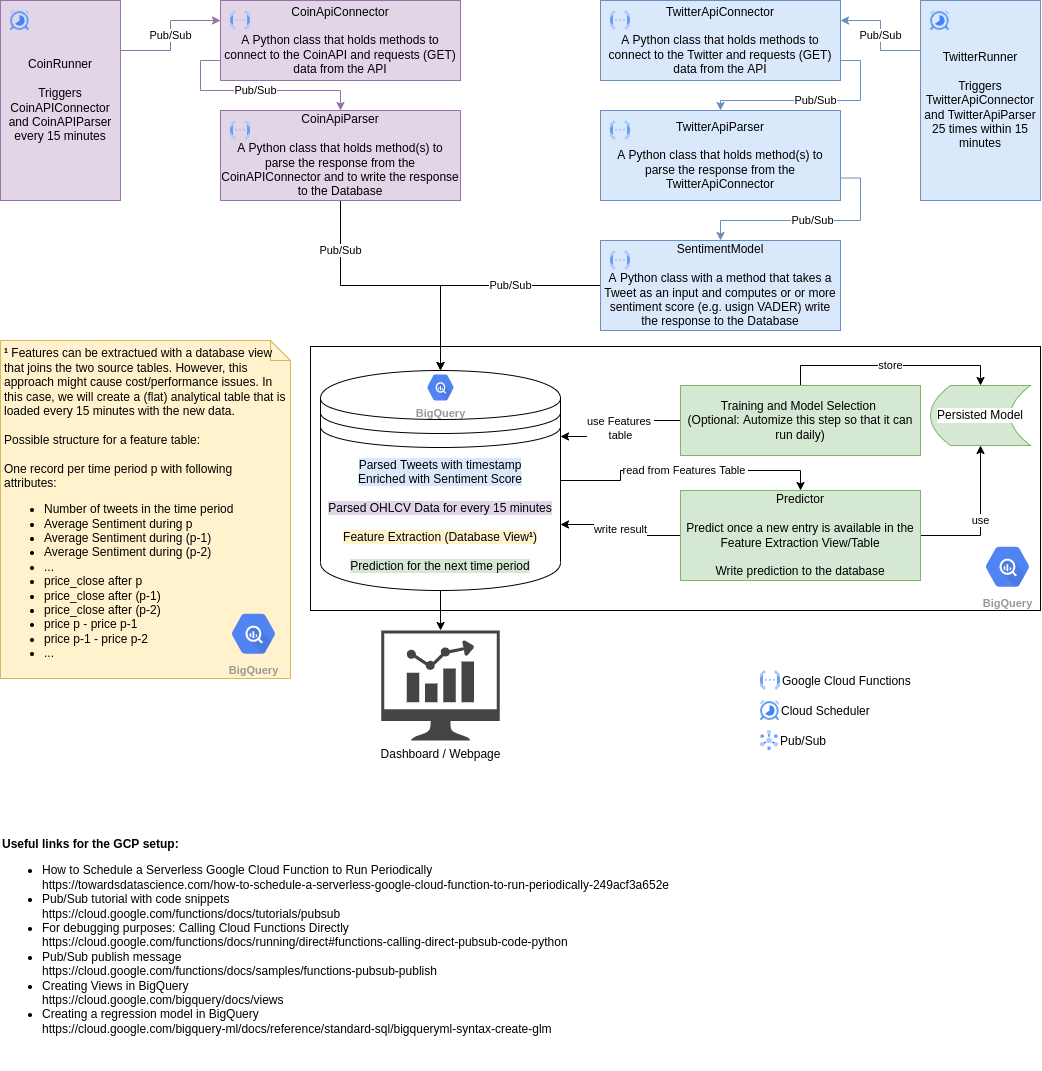 CoinRunner
Triggers
CoinAPIConnector
and CoinAPIParser
every 15 minutes
Pub/Sub
CoinApiConnector
A Python class that holds methods to
connect to the CoinAPI and requests (GET)
data from the API
Pub/Sub
CoinApiParser
A Python class that holds method(s) to
parse the response from the
CoinAPIConnector and to write the response
to the Database
Pub/Sub
TwitterApiConnector
A Python class that holds methods to
connect to the Twitter and requests (GET)
data from the API
Pub/Sub
TwitterRunner
Triggers
TwitterApiConnector
and TwitterApiParser
25 times within 15
minutes
Pub/Sub
TwitterApiParser
A Python class that holds method(s) to
parse the response from the
TwitterApiConnector
Pub/Sub
SentimentModel
A Python class with a method that takes a
Tweet as an input and computes or or more
sentiment score (e.g. usign VADER) write
the response to the Database
Pub/Sub
¹ Features can be extractued with a database view
that joins the two source tables. However, this
approach might cause cost/performance issues. In
this case, we will create a (flat) analytical table that is
loaded every 15 minutes with the new data.
Possible structure for a feature table:
One record per time period p with following
attributes:
• Number of tweets in the time period
• Average Sentiment during p
• Average Sentiment during (p-1)
• Average Sentiment during (p-2)
• ...
• price_close after p
• price_close after (p-1)
• price_close after (p-2)
• price p - price p-1
• price p-1 - price p-2
• ...
BigQuery
BigQuery
Parsed Tweets with timestamp
Enriched with Sentiment Score
Parsed OHLCV Data for every 15 minutes
Feature Extraction (Database View¹)
Prediction for the next time period
use Features
table
read from Features Table
write result
Training and Model Selection
(Optional: Automize this step so that it can
run daily)
store
Persisted Model
Predictor
Predict once a new entry is available in the
Feature Extraction View/Table
Write prediction to the database
use
BigQuery
Dashboard / Webpage
Google Cloud Functions
Cloud Scheduler
Pub/Sub
Useful links for the GCP setup:
• How to Schedule a Serverless Google Cloud Function to Run Periodically
https://towardsdatascience.com/how-to-schedule-a-serverless-google-cloud-function-to-run-periodically-249acf3a652e
• Pub/Sub tutorial with code snippets
https://cloud.google.com/functions/docs/tutorials/pubsub
• For debugging purposes: Calling Cloud Functions Directly
https://cloud.google.com/functions/docs/running/direct#functions-calling-direct-pubsub-code-python
• Pub/Sub publish message
https://cloud.google.com/functions/docs/samples/functions-pubsub-publish
• Creating Views in BigQuery
https://cloud.google.com/bigquery/docs/views
• Creating a regression model in BigQuery
https://cloud.google.com/bigquery-ml/docs/reference/standard-sql/bigqueryml-syntax-create-glm